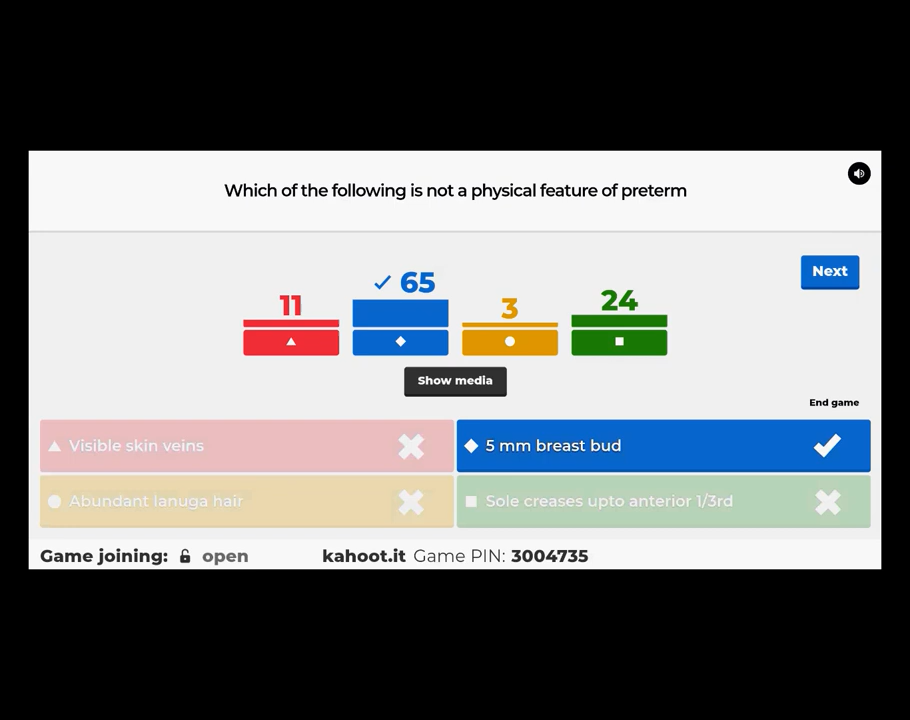 Which of the following is not a physical feature of preterm
Next
11
65
3
24
Show media
End game
Visible skin veins
5 mm breast bud
Abundant lanuga hair
Sole creases upto anterior 1/3rd
Game joining: open kahoot.it Game PIN: 3004735